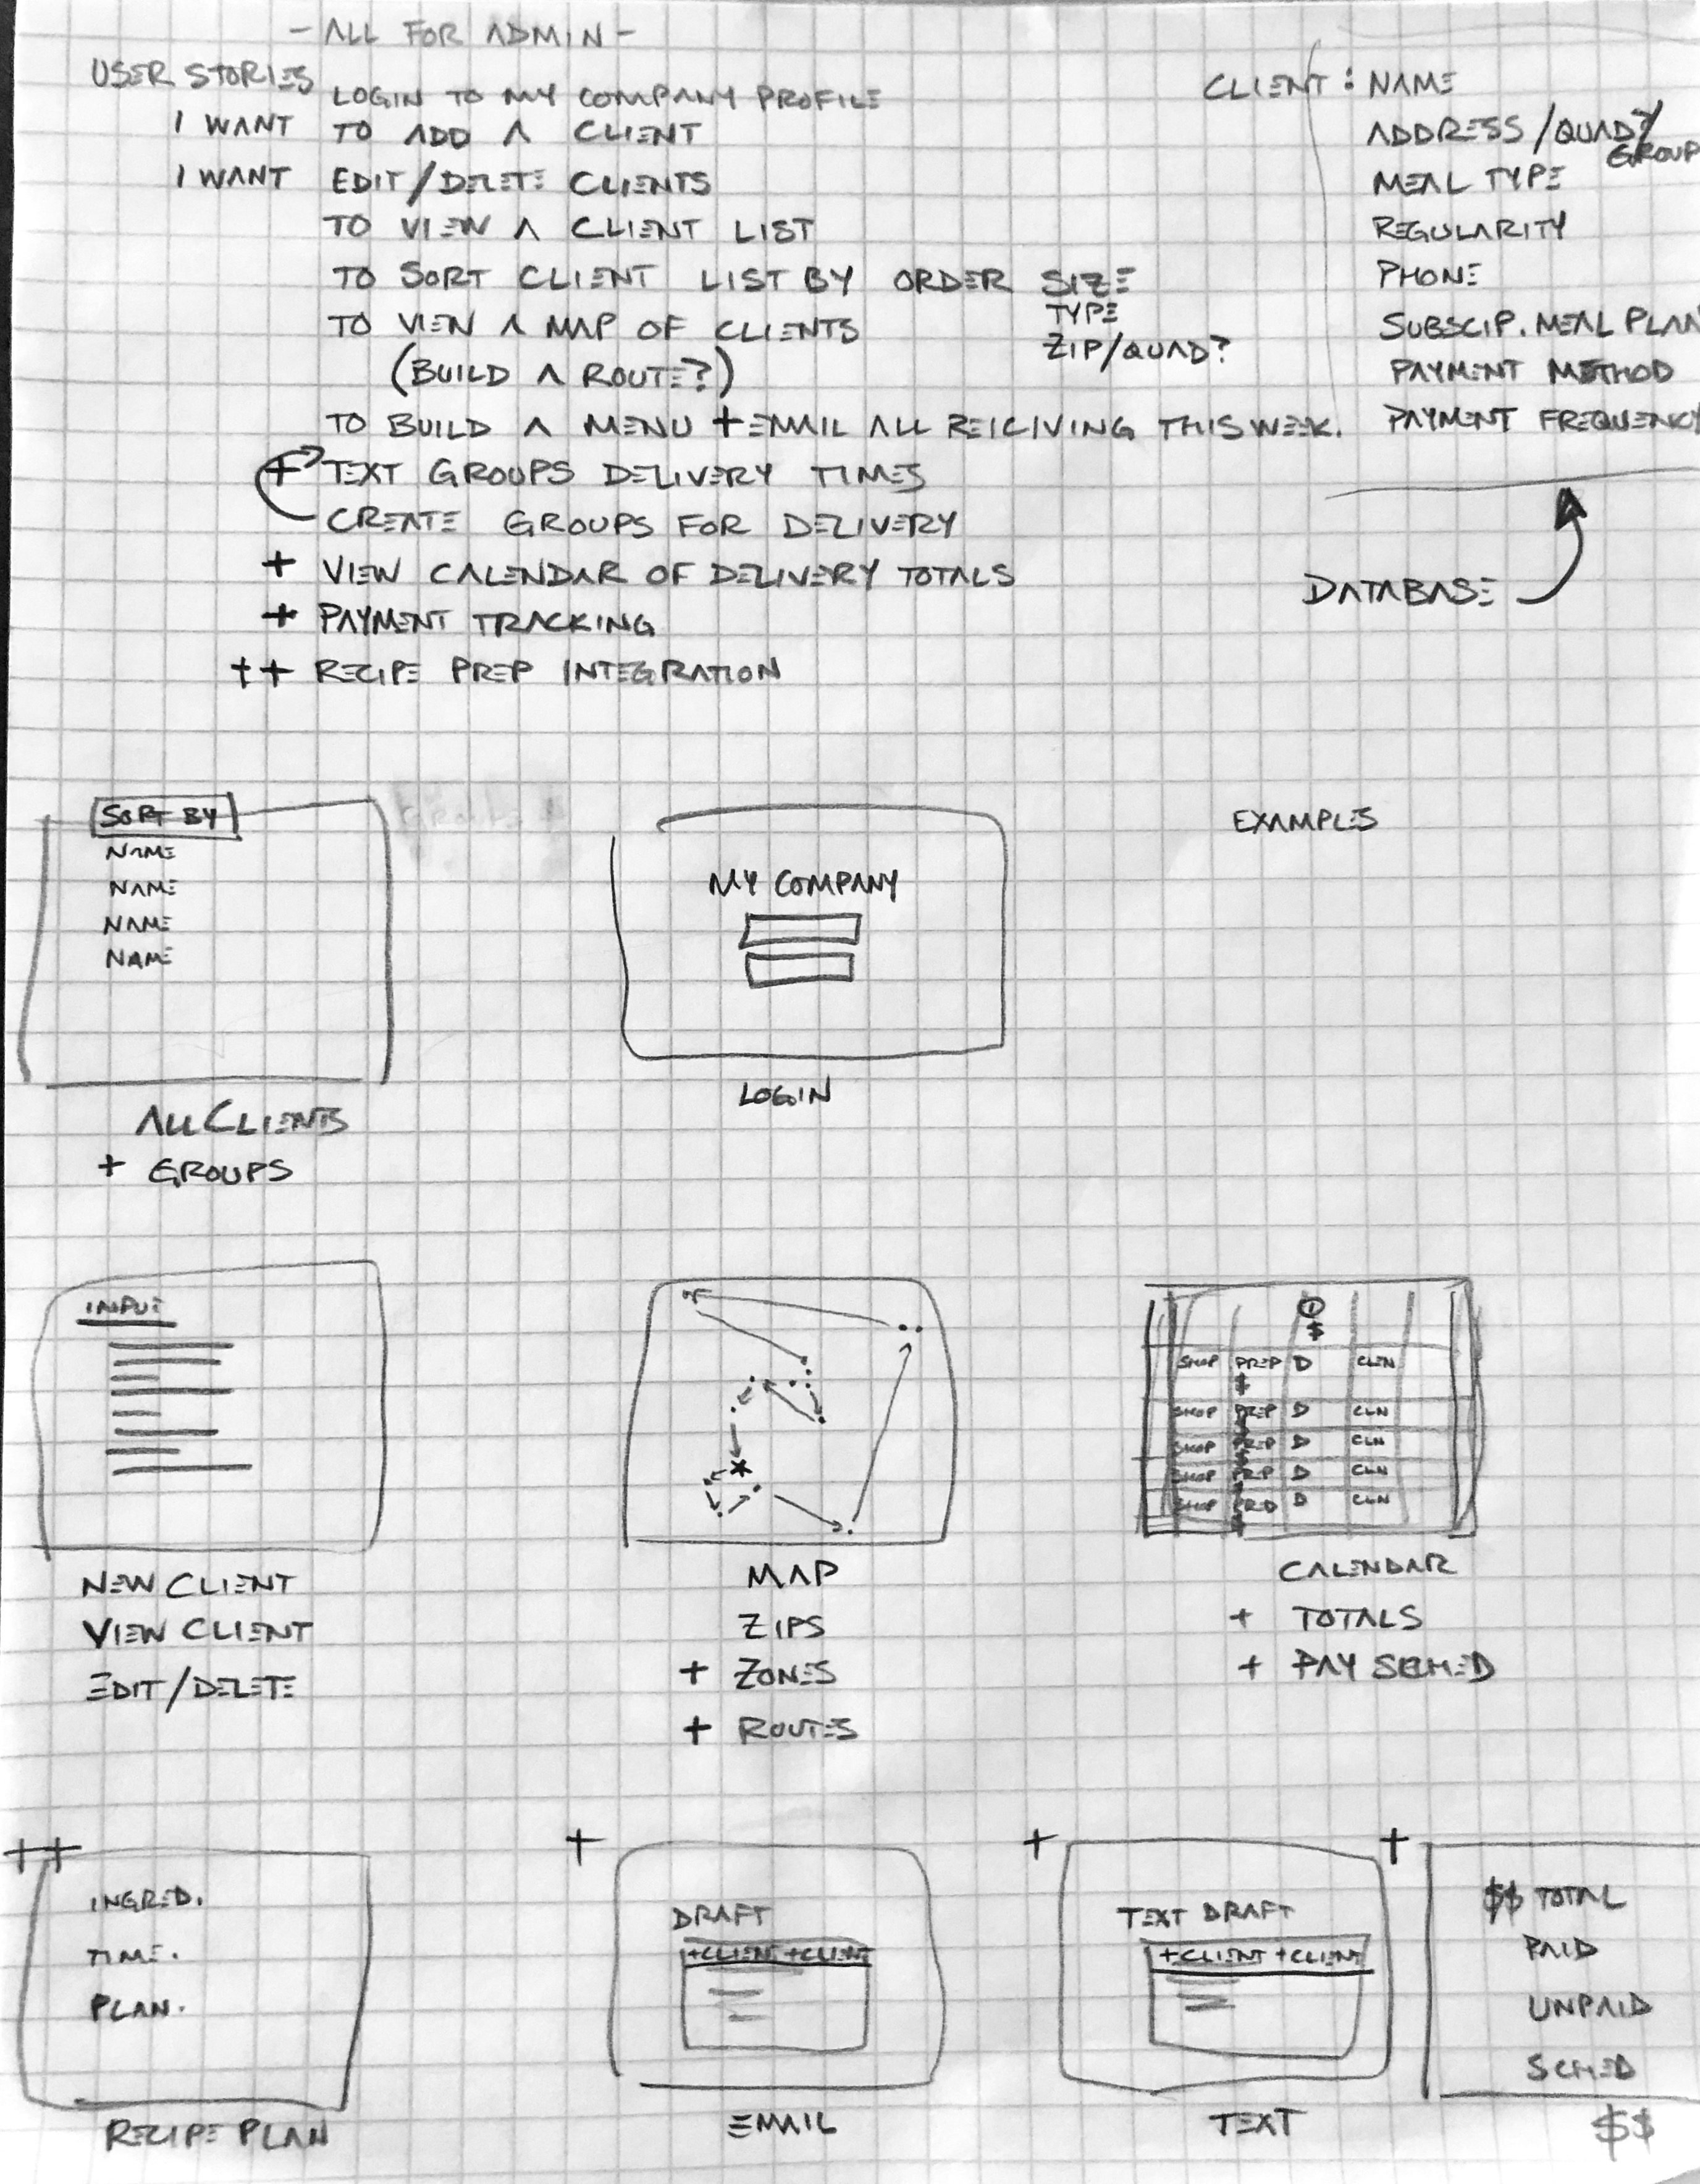 - ALL FOR ADMIN -
USER STORIES
LOGIN TO MY COMPANY PROFILE
I WANT TO ADD A CLIENT
I WANT EDIT/DELETE CLIENTS
TO VIEW A CLIENT LIST
TO SORT CLIENT LIST BY ORDER SIZE
TYPE
ZIP/QUAD?
TO VIEW A MAP OF CLIENTS
(BUILD A ROUTE?)
TO BUILD A MENU + EMAIL ALL REICIVING THIS WEEK.
+ TEXT GROUPS DELIVERY TIMES
CREATE GROUPS FOR DELIVERY
+ VIEW CALENDAR OF DELIVERY TOTALS
+ PAYMENT TRACKING
++ RECIPE PREP INTEGRATION
CLIENT : NAME
ADDRESS /QUAD?/
GROUP
MEAL TYPE
REGULARITY
PHONE
SUBSCIP. MEAL PLAN
PAYMENT METHOD
PAYMENT FREQUENCY
DATABASE
SORT BY
NAME
NAME
NAME
NAME
ALL CLIENTS
+ GROUPS
MY COMPANY
LOGIN
EXAMPLES
INPUT
NEW CLIENT
VIEW CLIENT
EDIT/DELETE
MAP
ZIPS
+ ZONES
+ ROUTES
$
SHOP PREP D CLEN
$
SHOP PREP D CLN
SHOP PREP D CLN
SHOP PREP D CLN
SHOP PRED D CLN
CALENDAR
+ TOTALS
+ PAY SCHED
++
INGRED.
TIME.
PLAN.
RECIPE PLAN
+
DRAFT
+CLIENT +CLIENT
EMAIL
+
TEXT DRAFT
+CLIENT +CLIENT
TEXT
+
$$ TOTAL
PAID
UNPAID
SCHED
$$